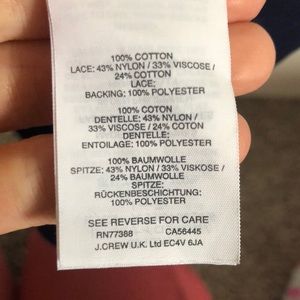 100% COTTON
LACE: 43% NYLON / 33% VISCOSE /
24% COTTON
LACE:
BACKING: 100% POLYESTER
100% COTON
DENTELLE: 43% NYLON /
33% VISCOSE / 24% COTON
DENTELLE:
ENTOILAGE: 100% POLYESTER
100% BAUMWOLLE
SPITZE: 43% NYLON / 33% VISKOSE /
24% BAUMWOLLE
SPITZE:
RÜCKENBESCHICHTUNG:
100% POLYESTER
SEE REVERSE FOR CARE
RN77388 CA56445
J.CREW U.K. Ltd EC4V 6JA